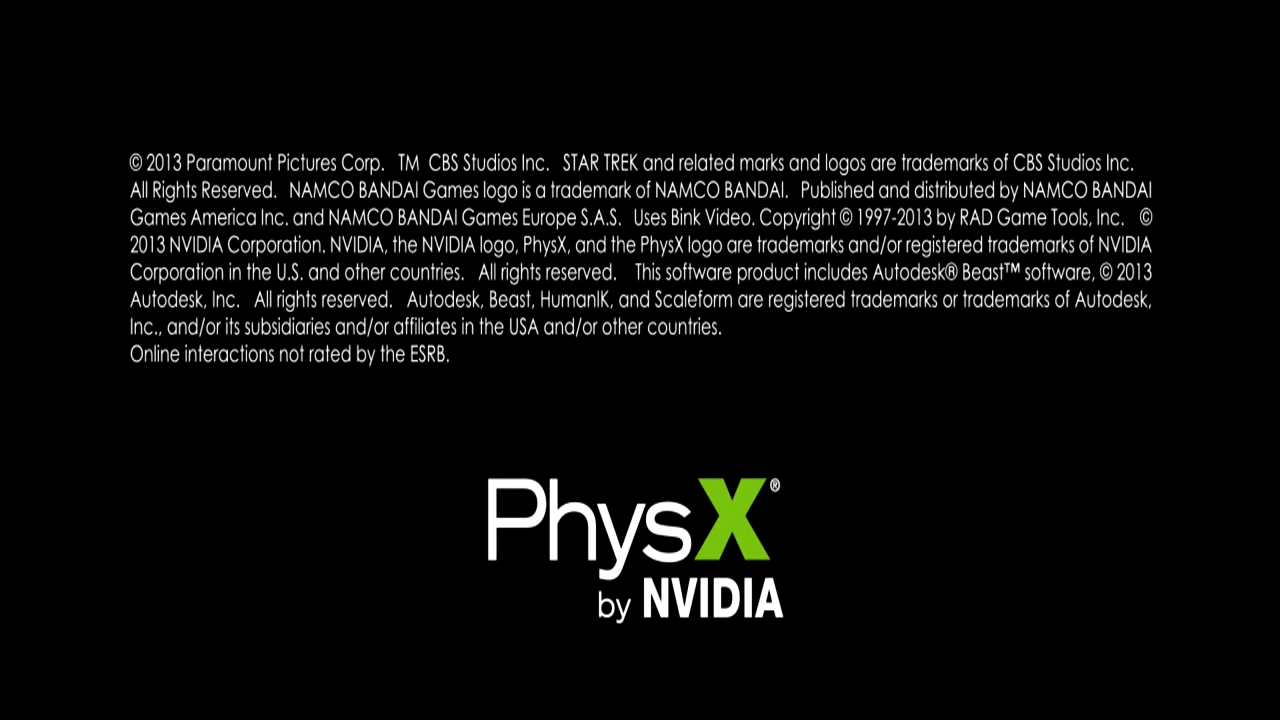 © 2013 Paramount Pictures Corp.   TM  CBS Studios Inc.   STAR TREK and related marks and logos are trademarks of CBS Studios Inc.
All Rights Reserved.   NAMCO BANDAI Games logo is a trademark of NAMCO BANDAI.   Published and distributed by NAMCO BANDAI
Games America Inc. and NAMCO BANDAI Games Europe S.A.S.   Uses Bink Video. Copyright © 1997-2013 by RAD Game Tools, Inc.   ©
2013 NVIDIA Corporation. NVIDIA, the NVIDIA logo, PhysX, and the PhysX logo are trademarks and/or registered trademarks of NVIDIA
Corporation in the U.S. and other countries.   All rights reserved.    This software product includes Autodesk® Beast™ software, © 2013
Autodesk, Inc.   All rights reserved.   Autodesk, Beast, HumanIK, and Scaleform are registered trademarks or trademarks of Autodesk,
Inc., and/or its subsidiaries and/or affiliates in the USA and/or other countries.
Online interactions not rated by the ESRB.
PhysX®
by NVIDIA